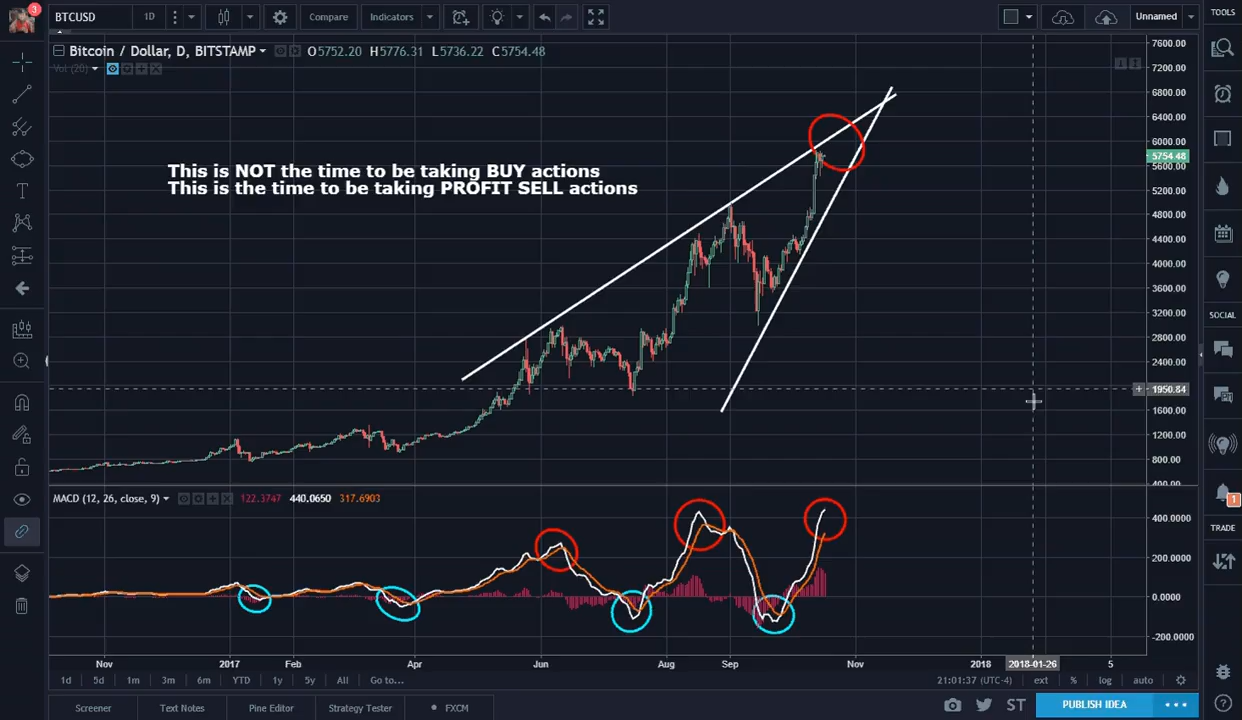 3
BTCUSD 1D Compare Indicators Unnamed TOOLS
Bitcoin / Dollar, D, BITSTAMP O5752.20 H5776.31 L5736.22 C5754.48
Vol (20)
7600.00
7200.00
6800.00
6400.00
6000.00
5754.48
5600.00
This is NOT the time to be taking BUY actions
This is the time to be taking PROFIT SELL actions
5200.00
4800.00
4400.00
4000.00
3600.00
3200.00
SOCIAL
2800.00
2400.00
1950.84
1600.00
1200.00
800.00
400.00
MACD (12, 26, close, 9) 122.3747 440.0650 317.6903
1
400.0000
TRADE
200.0000
0.0000
-200.0000
Nov 2017 Feb Apr Jun Aug Sep Nov 2018 2018-01-26 5
1d 5d 1m 3m 6m YTD 1y 5y All Go to... 21:01:37 (UTC-4) ext % log auto
Screener Text Notes Pine Editor Strategy Tester FXCM ST PUBLISH IDEA